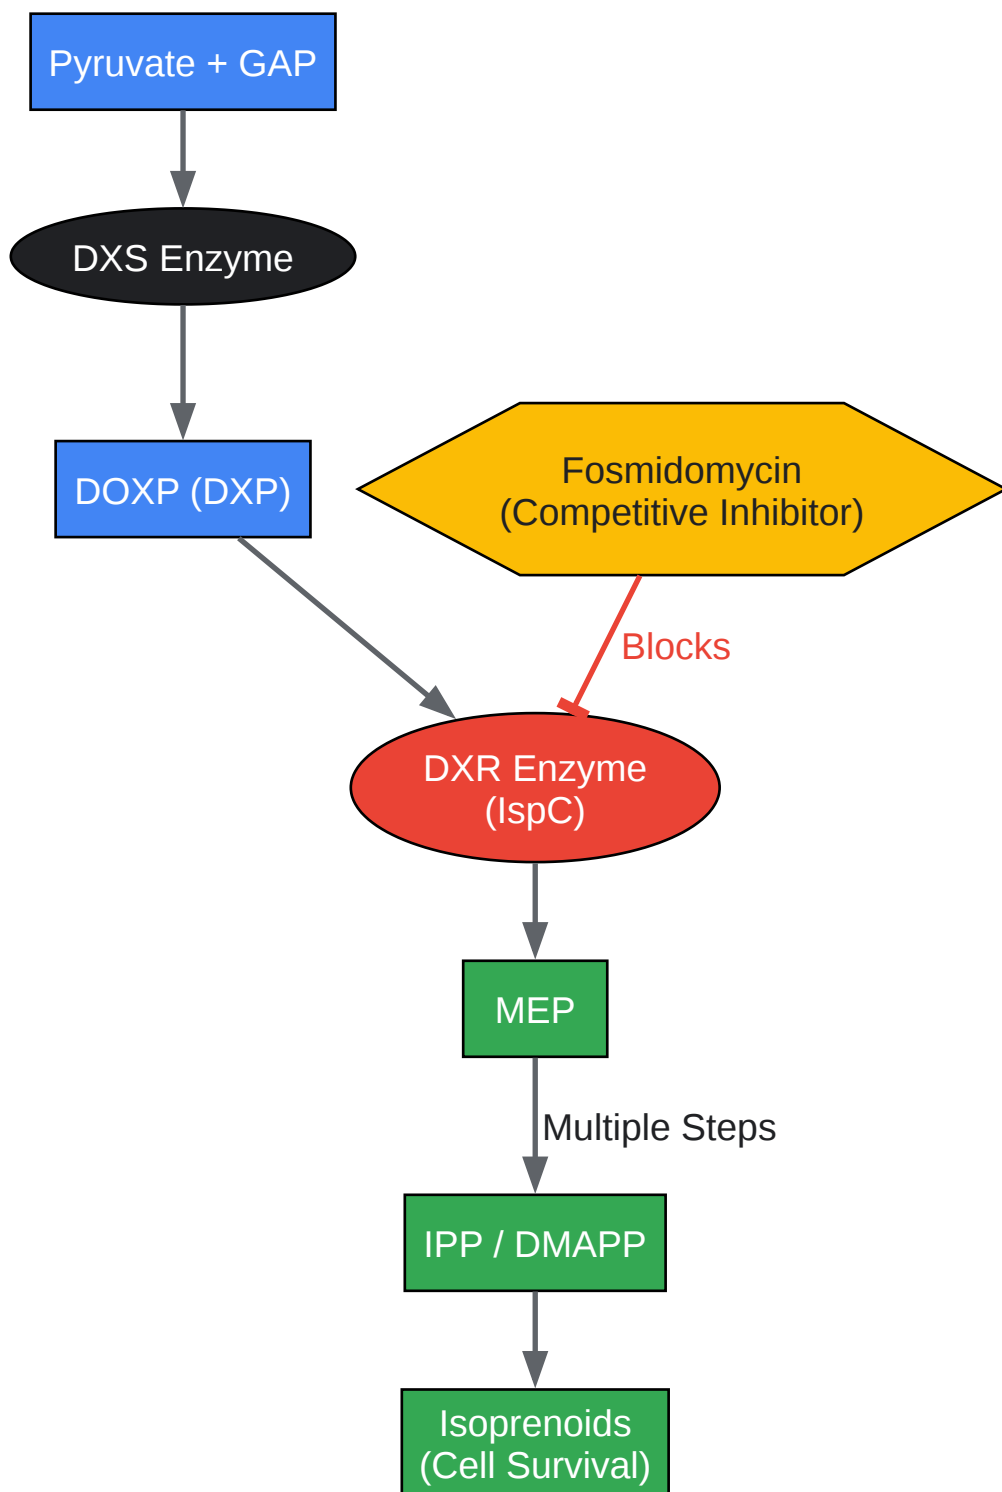 Pyruvate + GAP
DXS Enzyme
DOXP (DXP)
Fosmidomycin
(Competitive Inhibitor)
Blocks
DXR Enzyme
(IspC)
MEP
Multiple Steps
IPP / DMAPP
Isoprenoids
(Cell Survival)